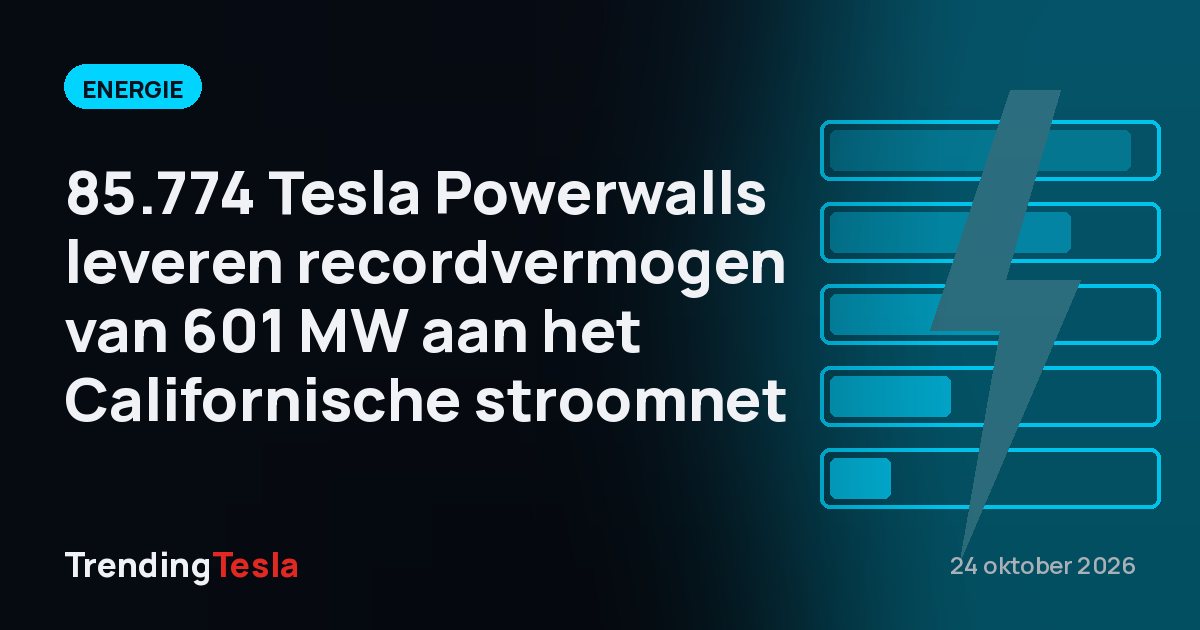 ENERGIE
85.774 Tesla Powerwalls
leveren recordvermogen
van 601 MW aan het
Californische stroomnet
TrendingTesla
24 oktober 2026